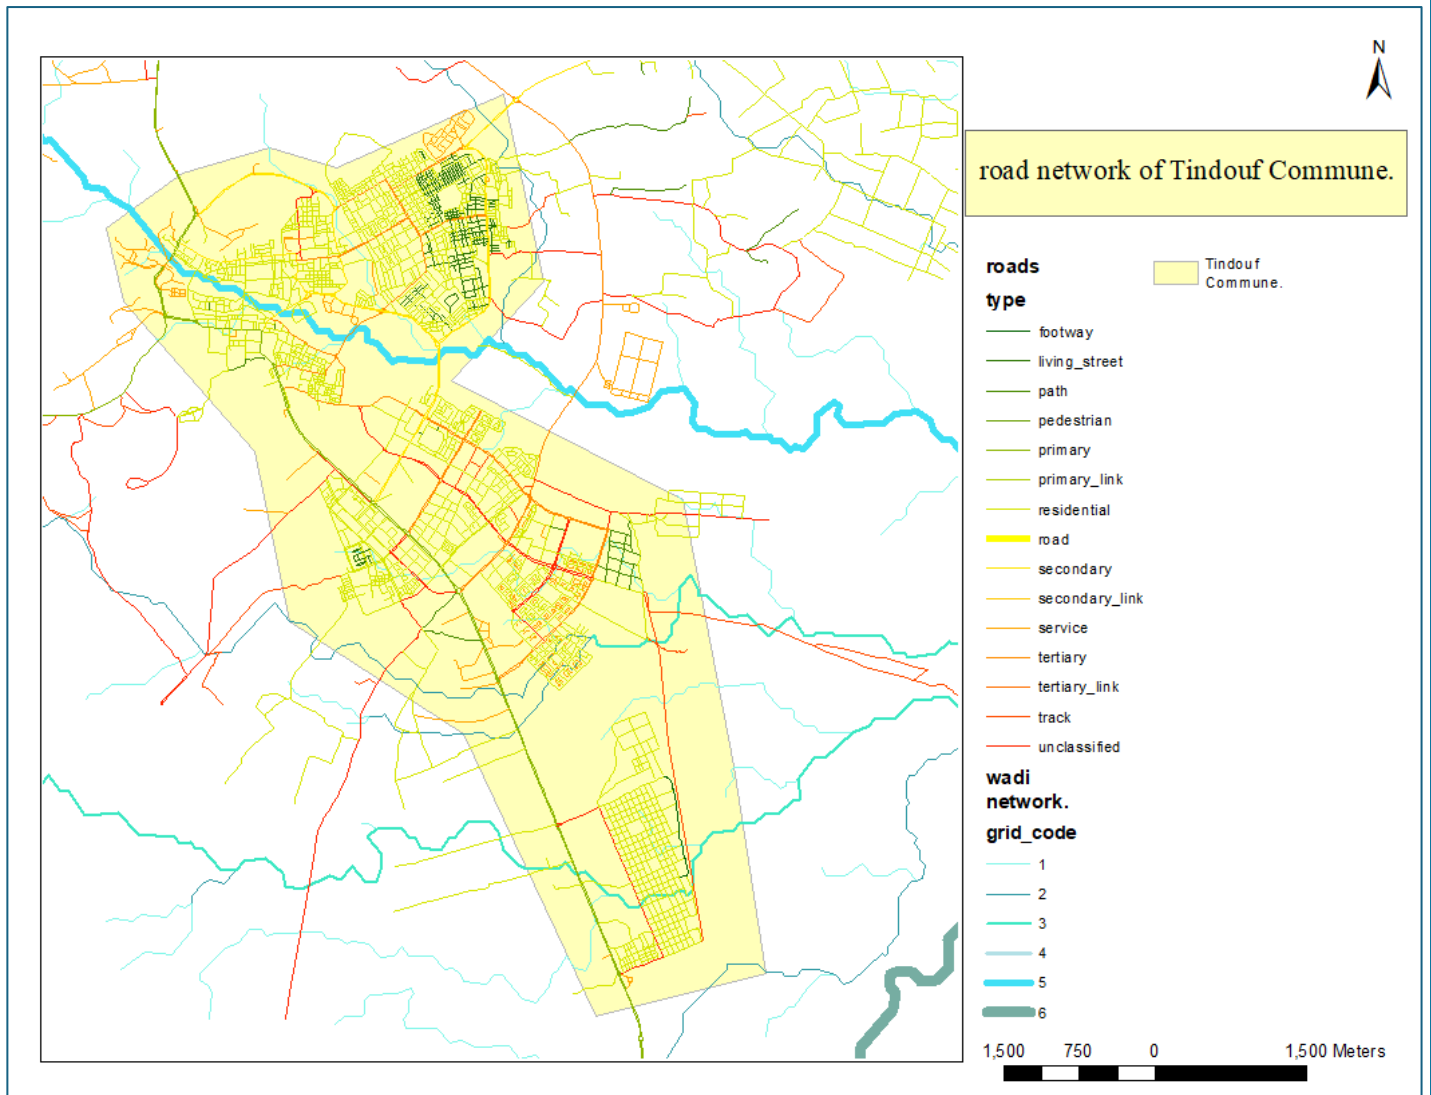 N
road network of Tindouf Commune.
roads
type
Tindouf
Commune.
footway
living_street
path
pedestrian
primary
primary_link
residential
road
secondary
secondary_link
service
tertiary
tertiary_link
track
unclassified
wadi
network.
grid_code
1
2
3
4
5
6
1,500 750 0 1,500 Meters